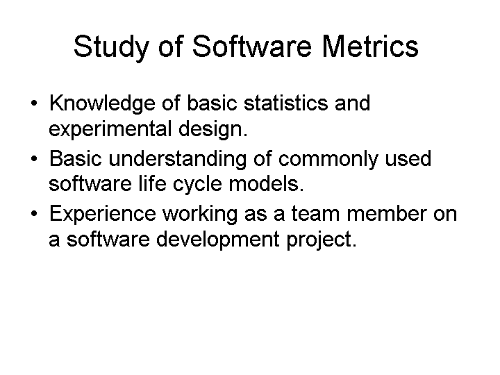 Study of Software Metrics
• Knowledge of basic statistics and
experimental design.
• Basic understanding of commonly used
software life cycle models.
• Experience working as a team member on
a software development project.